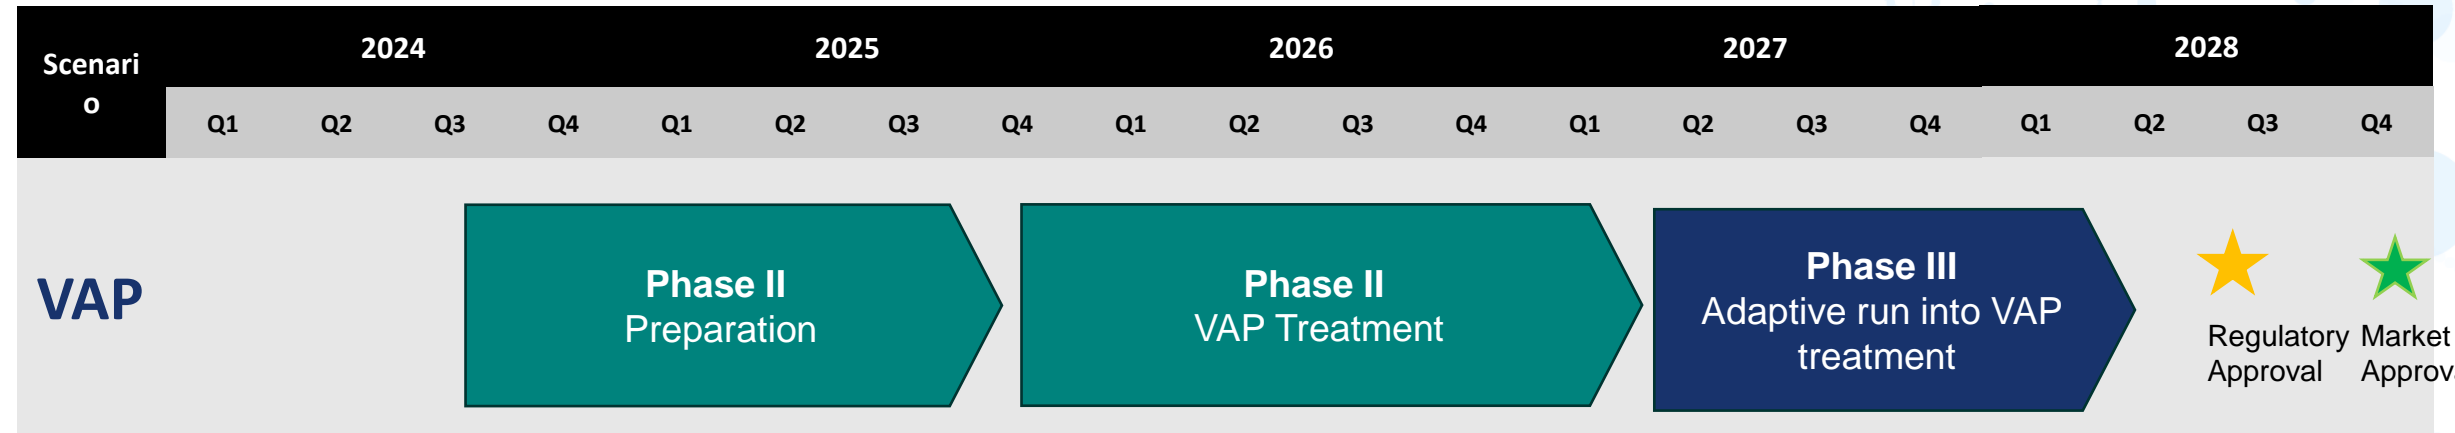 Scenari
o
2024 2025 2026 2027 2028
Q1 Q2 Q3 Q4 Q1 Q2 Q3 Q4 Q1 Q2 Q3 Q4 Q1 Q2 Q3 Q4 Q1 Q2 Q3 Q4
VAP
Phase II
Preparation
Phase II
VAP Treatment
Phase III
Adaptive run into VAP
treatment
Regulatory
Approval
Market
Approva